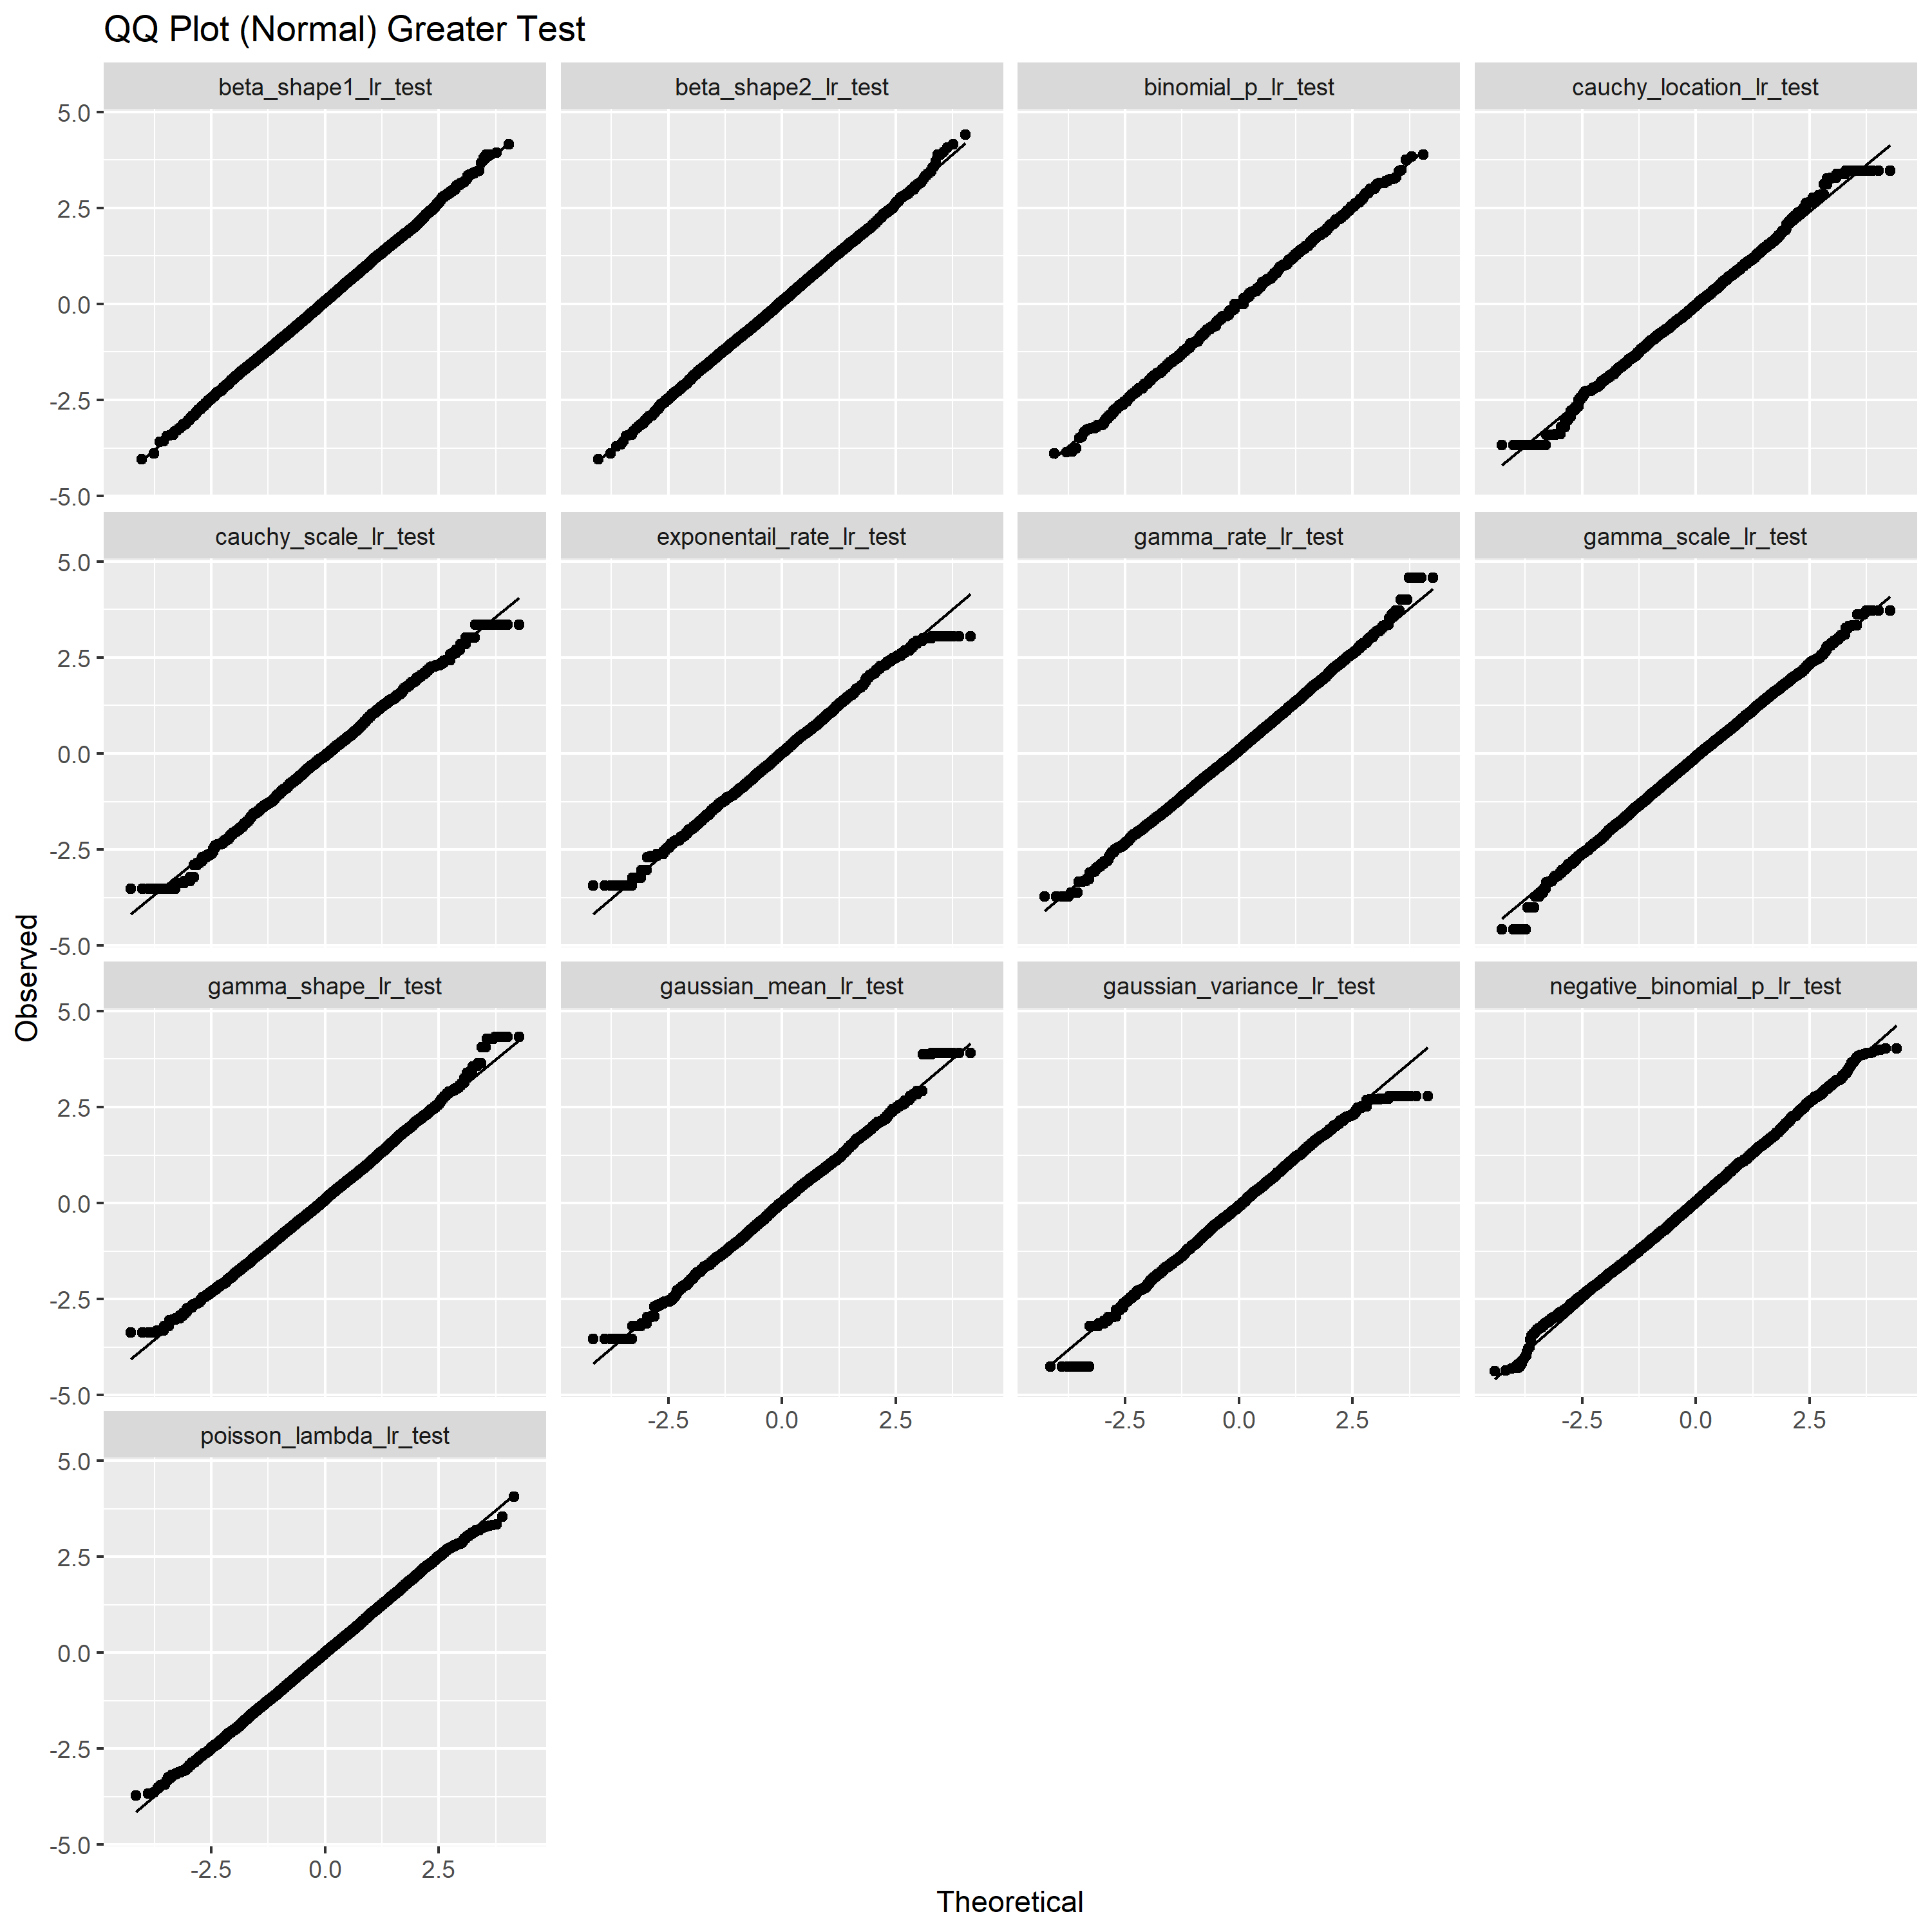 QQ Plot (Normal) Greater Test
beta_shape1_lr_test
beta_shape2_lr_test
binomial_p_lr_test
cauchy_location_lr_test
5.0
2.5
0.0
-2.5
-5.0
cauchy_scale_lr_test
exponentail_rate_lr_test
gamma_rate_lr_test
gamma_scale_lr_test
5.0
2.5
0.0
-2.5
-5.0
Observed
gamma_shape_lr_test
gaussian_mean_lr_test
gaussian_variance_lr_test
negative_binomial_p_lr_test
5.0
2.5
0.0
-2.5
-5.0
-2.5 0.0 2.5
-2.5 0.0 2.5
-2.5 0.0 2.5
poisson_lambda_lr_test
5.0
2.5
0.0
-2.5
-5.0
-2.5 0.0 2.5
Theoretical